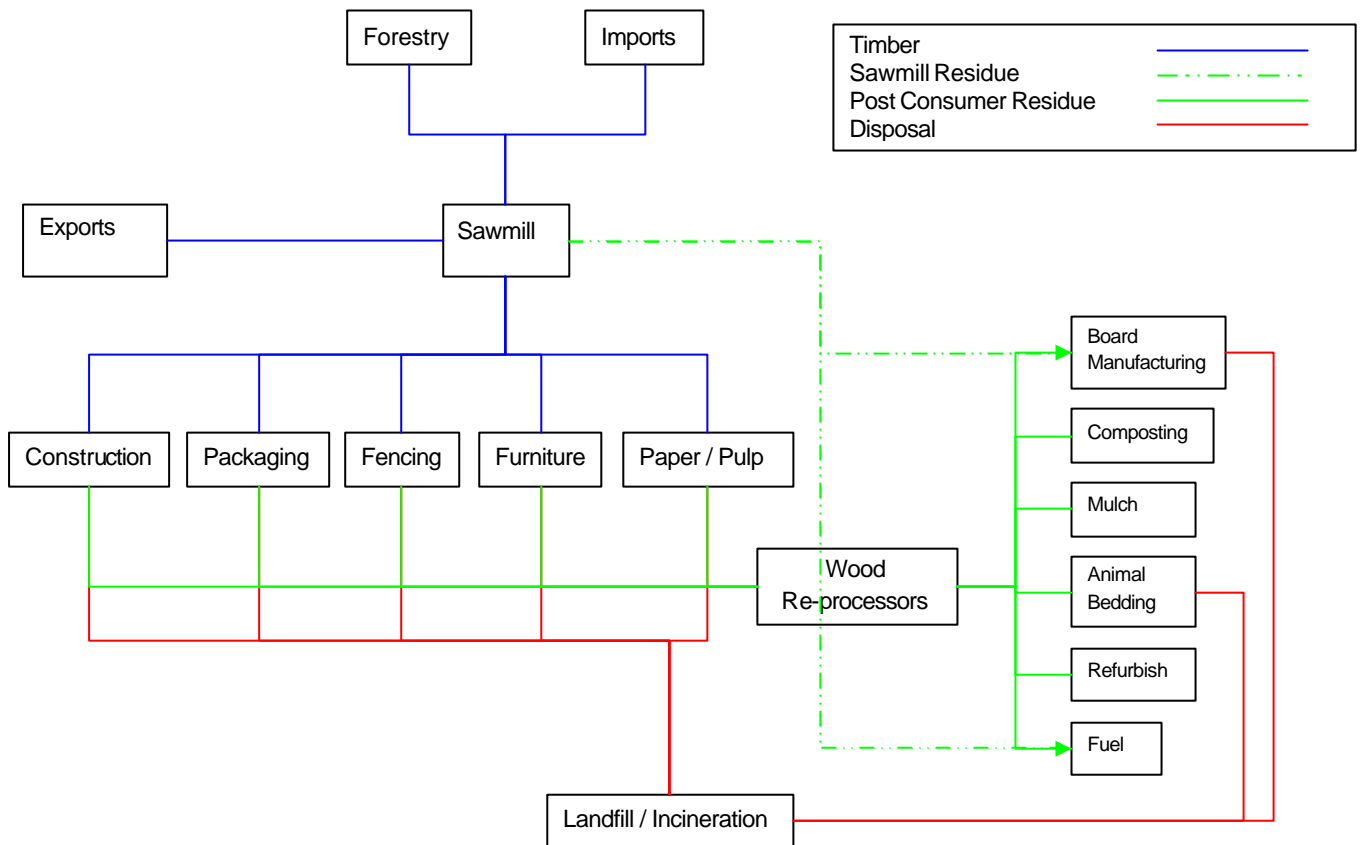 Forestry
Imports
Timber
Sawmill Residue
Post Consumer Residue
Disposal
Exports
Sawmill
Board
Manufacturing
Composting
Construction
Packaging
Fencing
Furniture
Paper / Pulp
Mulch
Wood
Re-processors
Animal
Bedding
Refurbish
Fuel
Landfill / Incineration